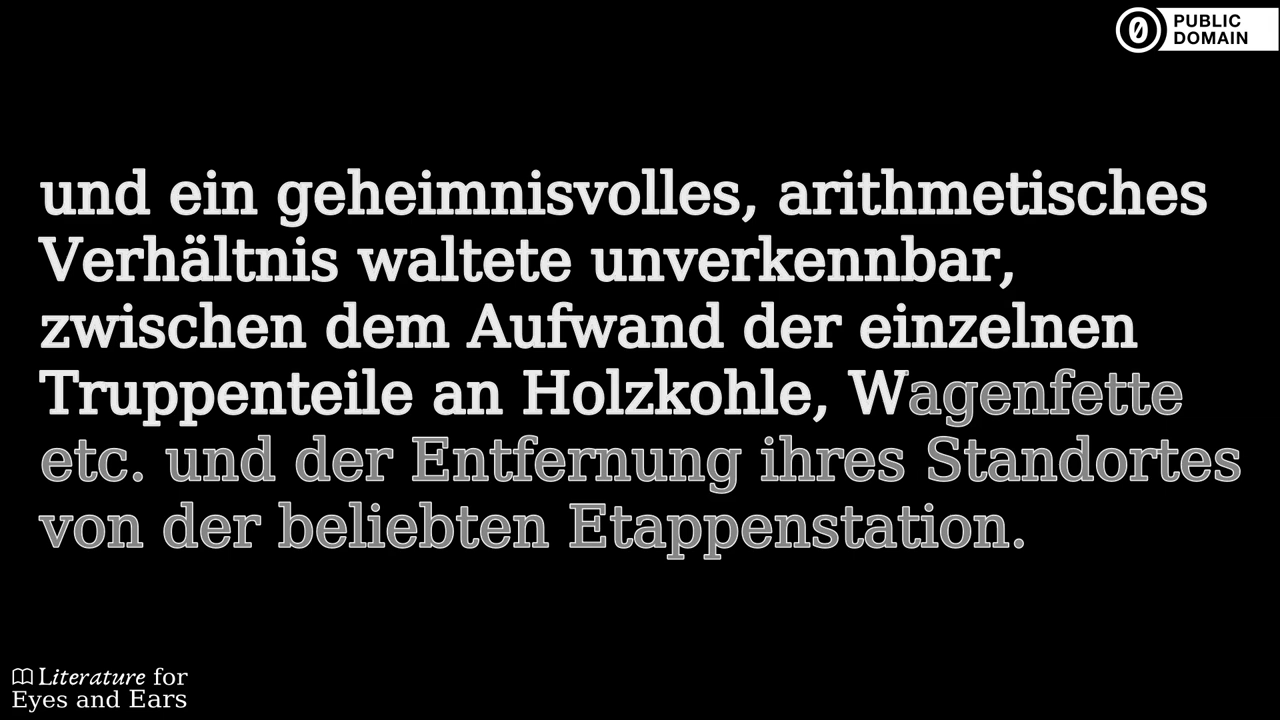 PUBLIC
DOMAIN
und ein geheimnisvolles, arithmetisches
Verhältnis waltete unverkennbar,
zwischen dem Aufwand der einzelnen
Truppenteile an Holzkohle, Wagenfette
etc. und der Entfernung ihres Standortes
von der beliebten Etappenstation.
Literature for
Eyes and Ears